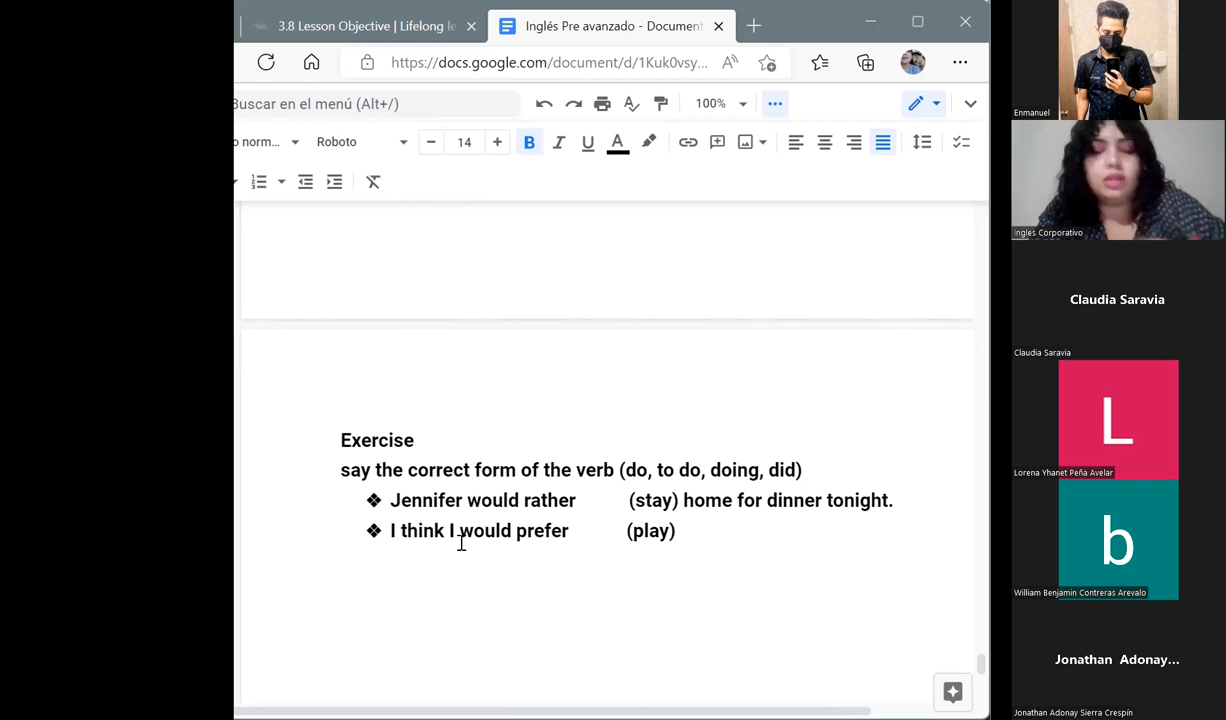 3.8 Lesson Objective | Lifelong le
Inglés Pre avanzado - Document
https://docs.google.com/document/d/1Kuk0vsy...
Buscar en el menú (Alt+/)
100%
o norm...
Roboto
14
B
I
U
A
Exercise
say the correct form of the verb (do, to do, doing, did)
❖ Jennifer would rather (stay) home for dinner tonight.
❖ I think I would prefer (play)
Enmanuel
Ingles Corporativo
Claudia Saravia
Claudia Saravia
L
Lorena Yhanet Peña Avelar
b
William Benjamin Contreras Arevalo
Jonathan Adonay...
Jonathan Adonay Sierra Crespín